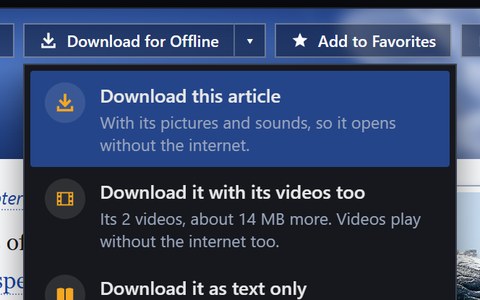 Download for Offline
Add to Favorites
Download this article
With its pictures and sounds, so it opens
without the internet.
Download it with its videos too
Its 2 videos, about 14 MB more. Videos play
without the internet too.
of
Download it as text only